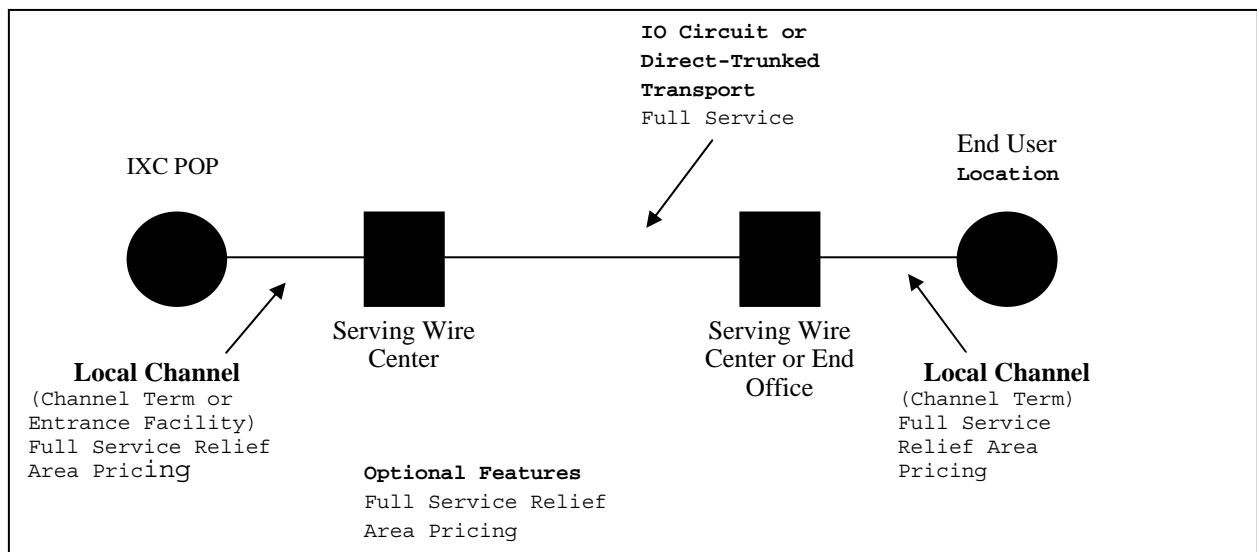 IO Circuit or
Direct-Trunked
Transport
Full Service
IXC POP
End User
Location
Serving Wire
Center
Serving Wire
Center or End
Office
Local Channel
(Channel Term or
Entrance Facility)
Full Service Relief
Area Pricing
Local Channel
(Channel Term)
Full Service
Relief Area
Pricing
Optional Features
Full Service Relief
Area Pricing